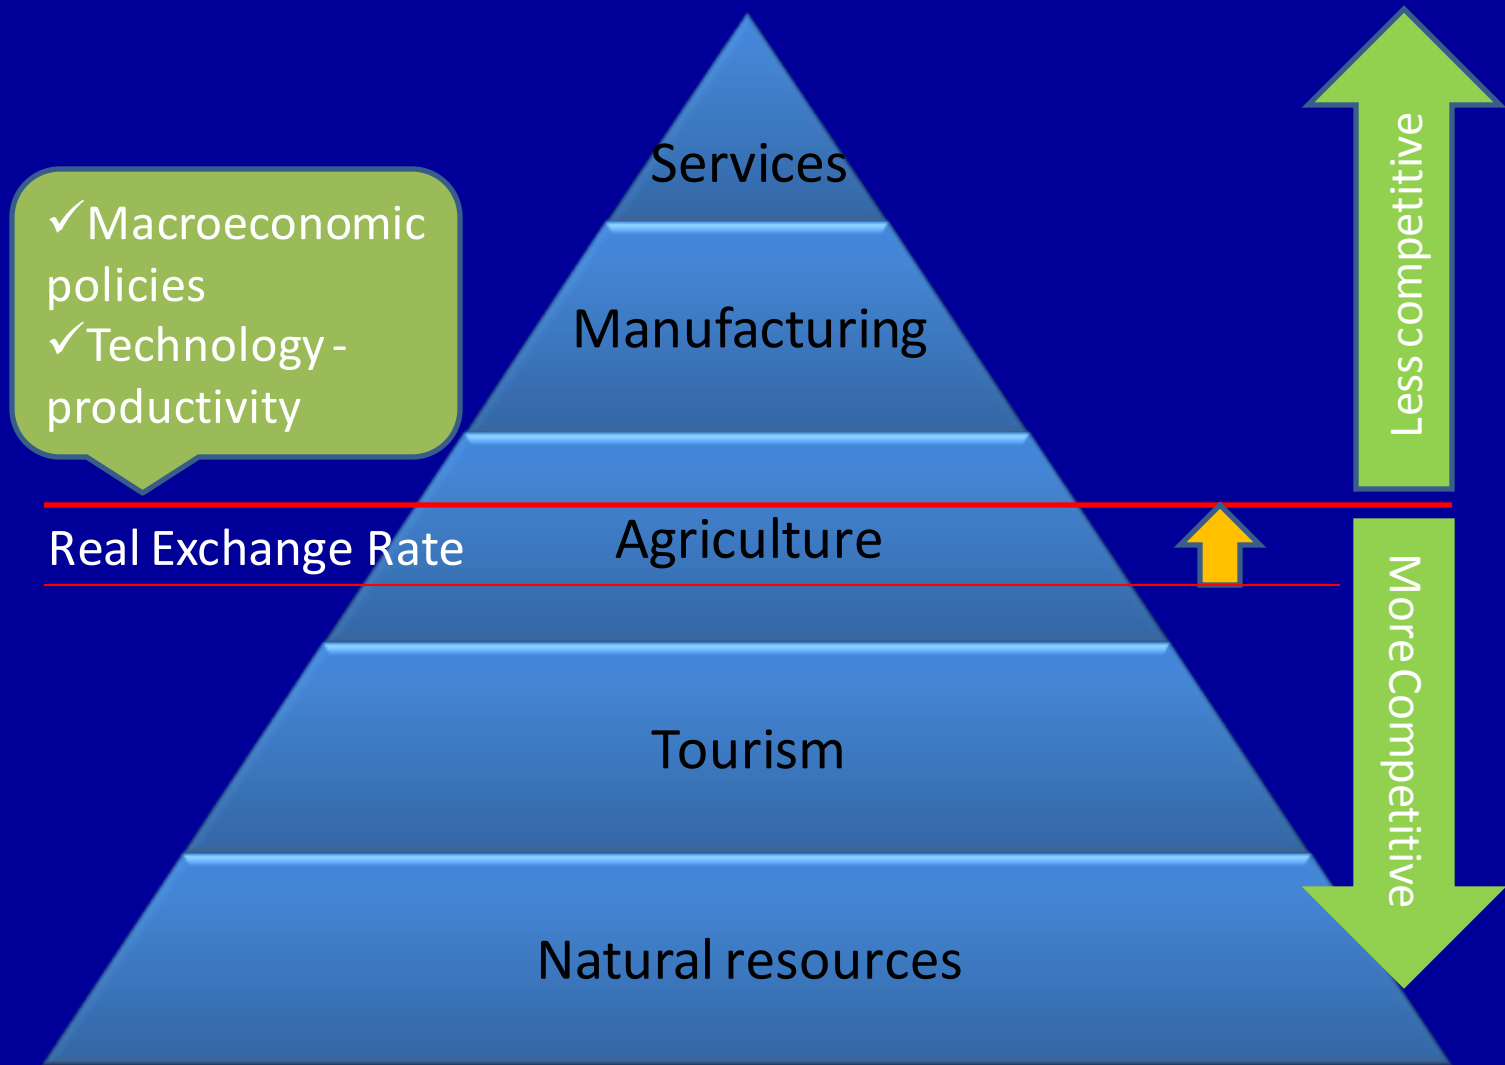 Services
Less competitive
✓Macroeconomic
policies
✓Technology -
productivity
Manufacturing
Real Exchange Rate
Agriculture
More Competitive
Tourism
Natural resources